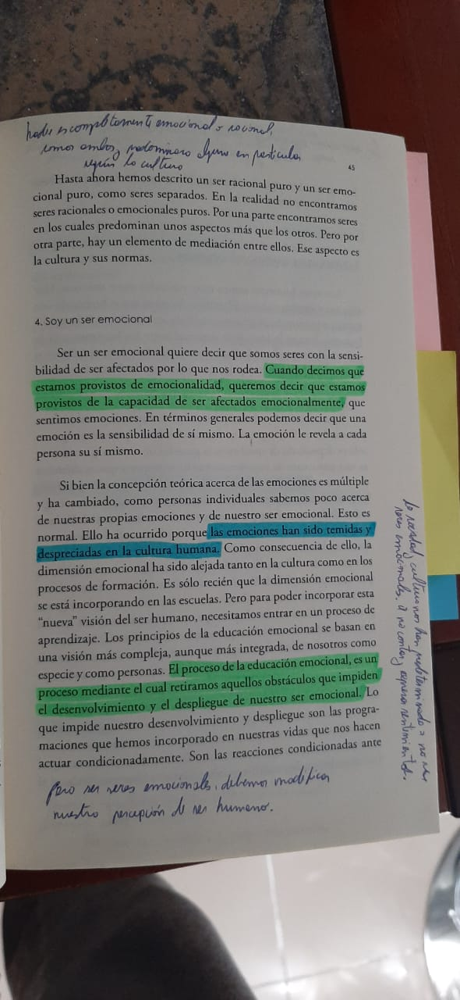 nadie es completamente emocional o racional,
somos ambos, predominara alguno en particular
según la cultura
45
Hasta ahora hemos descrito un ser racional puro y un ser emo-
cional puro, como seres separados. En la realidad no encontramos
seres racionales o emocionales puros. Por una parte encontramos seres
en los cuales predominan unos aspectos más que los otros. Pero por
otra parte, hay un elemento de mediación entre ellos. Ese aspecto es
la cultura y sus normas.
4. Soy un ser emocional
Ser un ser emocional quiere decir que somos seres con la sensi-
bilidad de ser afectados por lo que nos rodea. Cuando decimos que
estamos provistos de emocionalidad, queremos decir que estamos
provistos de la capacidad de ser afectados emocionalmente, que
sentimos emociones. En términos generales podemos decir que una
emoción es la sensibilidad de sí mismo. La emoción le revela a cada
persona su sí mismo.
Si bien la concepción teórica acerca de las emociones es múltiple
y ha cambiado, como personas individuales sabemos poco acerca
de nuestras propias emociones y de nuestro ser emocional. Esto es
normal. Ello ha ocurrido porque las emociones han sido temidas y
despreciadas en la cultura humana. Como consecuencia de ello, la
dimensión emocional ha sido alejada tanto en la cultura como en los
procesos de formación. Es sólo recién que la dimensión emocional
se está incorporando en las escuelas. Pero para poder incorporar esta
“nueva” visión del ser humano, necesitamos entrar en un proceso de
aprendizaje. Los principios de la educación emocional se basan en
una visión más compleja, aunque más integrada, de nosotros como
especie y como personas. El proceso de la educación emocional, es un
proceso mediante el cual retiramos aquellos obstáculos que impiden
el desenvolvimiento y el despliegue de nuestro ser emocional. Lo
que impide nuestro desenvolvimiento y despliegue son las progra-
maciones que hemos incorporado en nuestras vidas que nos hacen
actuar condicionadamente. Son las reacciones condicionadas ante
la sociedad cultura nos han predeterminado a no ser
seres emocionales. a no contar y expresar sentimientos.
para ser seres emocionales, debemos modificar
nuestra percepción de ser humano.